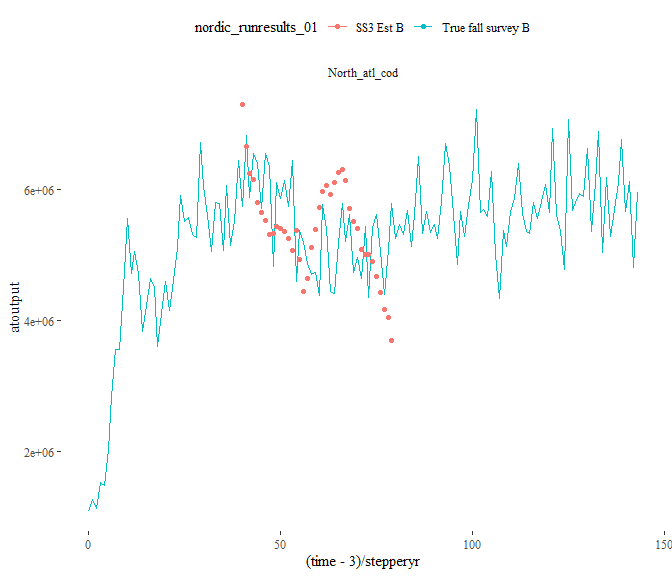 nordic_runresults_01 SS3 Est B True fall survey B
North_atl_cod
6e+06
4e+06
2e+06
atoutput
0 50 100 150
(time - 3)/stepperyr